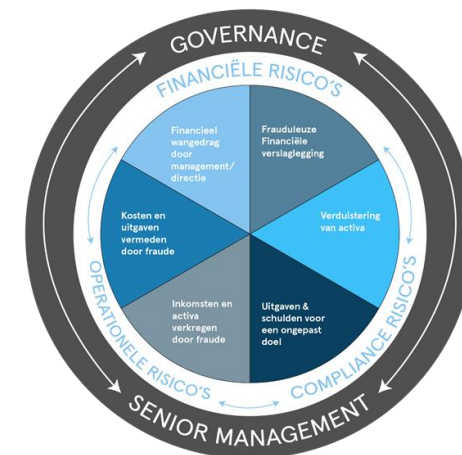 GOVERNANCE
FINANCIËLE RISICO'S
Financieel
wangedrag
door
management/
directie
Frauduleuze
Financiële
verslaglegging
Kosten en
uitgaven
vermeden
door fraude
Verduistering
van activa
Inkomsten en
activa
verkregen
door fraude
Uitgaven &
schulden voor
een ongepast
doel
OPERATIONELE RISICO'S
COMPLIANCE RISICO'S
SENIOR MANAGEMENT